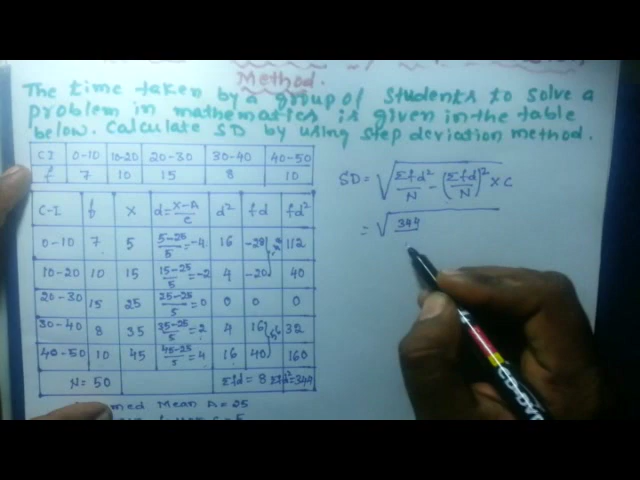 Method.
The time taken by a group of students to solve a
problem in mathematics is given in the table
below. Calculate SD by using step deviation method.
CI 0-10 10-20 20-30 30-40 40-50
f 7 10 15 8 10
C-I f X d=X-A/C d² fd fd²
0-10 7 5 5-25/5=-4 16 -28 112
10-20 10 15 15-25/5=-2 4 -20 40
20-30 15 25 25-25/5=0 0 0 0
30-40 8 35 35-25/5=2 4 16 32
40-50 10 45 45-25/5=4 16 40 160
N=50 Σfd=8 Σfd²=344
Mean A=25
SD=√Σfd²/N-(Σfd/N)²×C
=√344